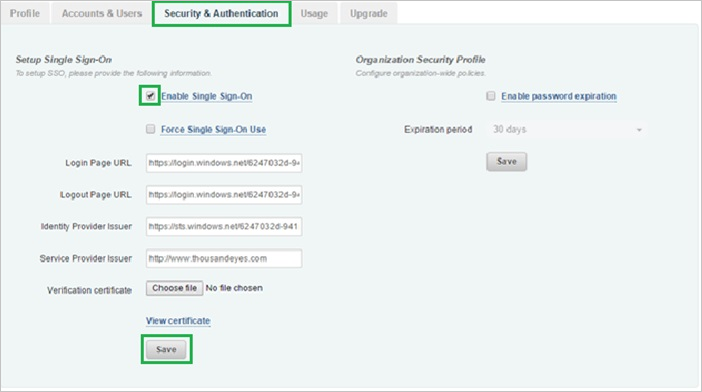 Profile
Accounts & Users
Security & Authentication
Usage
Upgrade
Setup Single Sign-On
To setup SSO, please provide the following information.
Enable Single Sign-On
Force Single Sign-On Use
Login Page URL
https://login.windows.net/6247032d-94
Logout Page URL
https://login.windows.net/6247032d-94
Identity Provider Issuer
https://sts.windows.net/6247032d-941
Service Provider Issuer
http://www.thousandeyes.com
Verification certificate
Choose file No file chosen
View certificate
Save
Organization Security Profile
Configure organization-wide policies.
Enable password expiration
Expiration period
30 days
Save